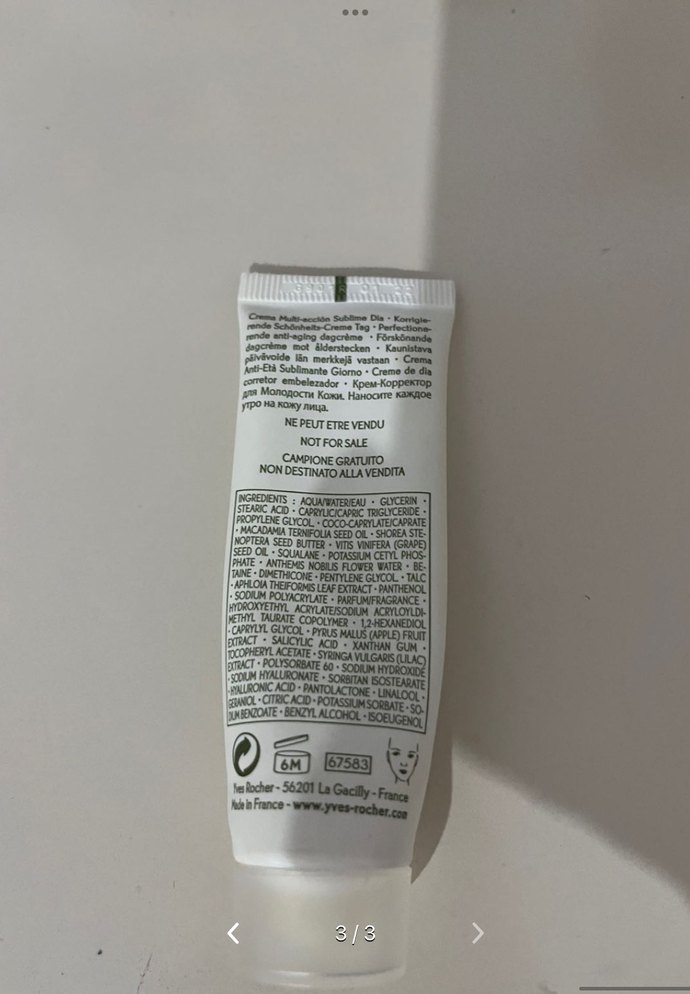 Crema Multi-acción Sublime Dia • Korrigie-
rende Schönheits-Creme Tag • Perfectione-
rende anti-aging dagcrème • Förskönande
dagcrème mot ålderstecken • Kaunistava
päivävoide iän merkkejä vastaan • Crema
Anti-Età Sublimante Giorno • Creme de dia
corretor embelezador • Крем-Корректор
для Молодости Кожи. Наносите каждое
утро на кожу лица.
NE PEUT ETRE VENDU
NOT FOR SALE
CAMPIONE GRATUITO
NON DESTINATO ALLA VENDITA
INGREDIENTS : AQUA/WATER/EAU • GLYCERIN •
STEARIC ACID • CAPRYLIC/CAPRIC TRIGLYCERIDE •
PROPYLENE GLYCOL • COCO-CAPRYLATE/CAPRATE
• MACADAMIA TERNIFOLIA SEED OIL • SHOREA STE-
NOPTERA SEED BUTTER • VITIS VINIFERA (GRAPE)
SEED OIL • SQUALANE • POTASSIUM CETYL PHOS-
PHATE • ANTHEMIS NOBILIS FLOWER WATER • BE-
TAINE • DIMETHICONE • PENTYLENE GLYCOL • TALC
• APHLOIA THEIFORMIS LEAF EXTRACT • PANTHENOL
• SODIUM POLYACRYLATE • PARFUM/FRAGRANCE •
HYDROXYETHYL ACRYLATE/SODIUM ACRYLOYLDI-
METHYL TAURATE COPOLYMER • 1,2-HEXANEDIOL
• CAPRYLYL GLYCOL • PYRUS MALUS (APPLE) FRUIT
EXTRACT • SALICYLIC ACID • XANTHAN GUM •
TOCOPHERYL ACETATE • SYRINGA VULGARIS (LILAC)
EXTRACT • POLYSORBATE 60 • SODIUM HYDROXIDE
• SODIUM HYALURONATE • SORBITAN ISOSTEARATE
• HYALURONIC ACID • PANTOLACTONE • LINALOOL •
GERANIOL • CITRIC ACID • POTASSIUM SORBATE • SO-
DIUM BENZOATE • BENZYL ALCOHOL • ISOEUGENOL
6M 67583
Yves Rocher - 56201 La Gacilly - France
Made in France - www.yves-rocher.com
3 / 3